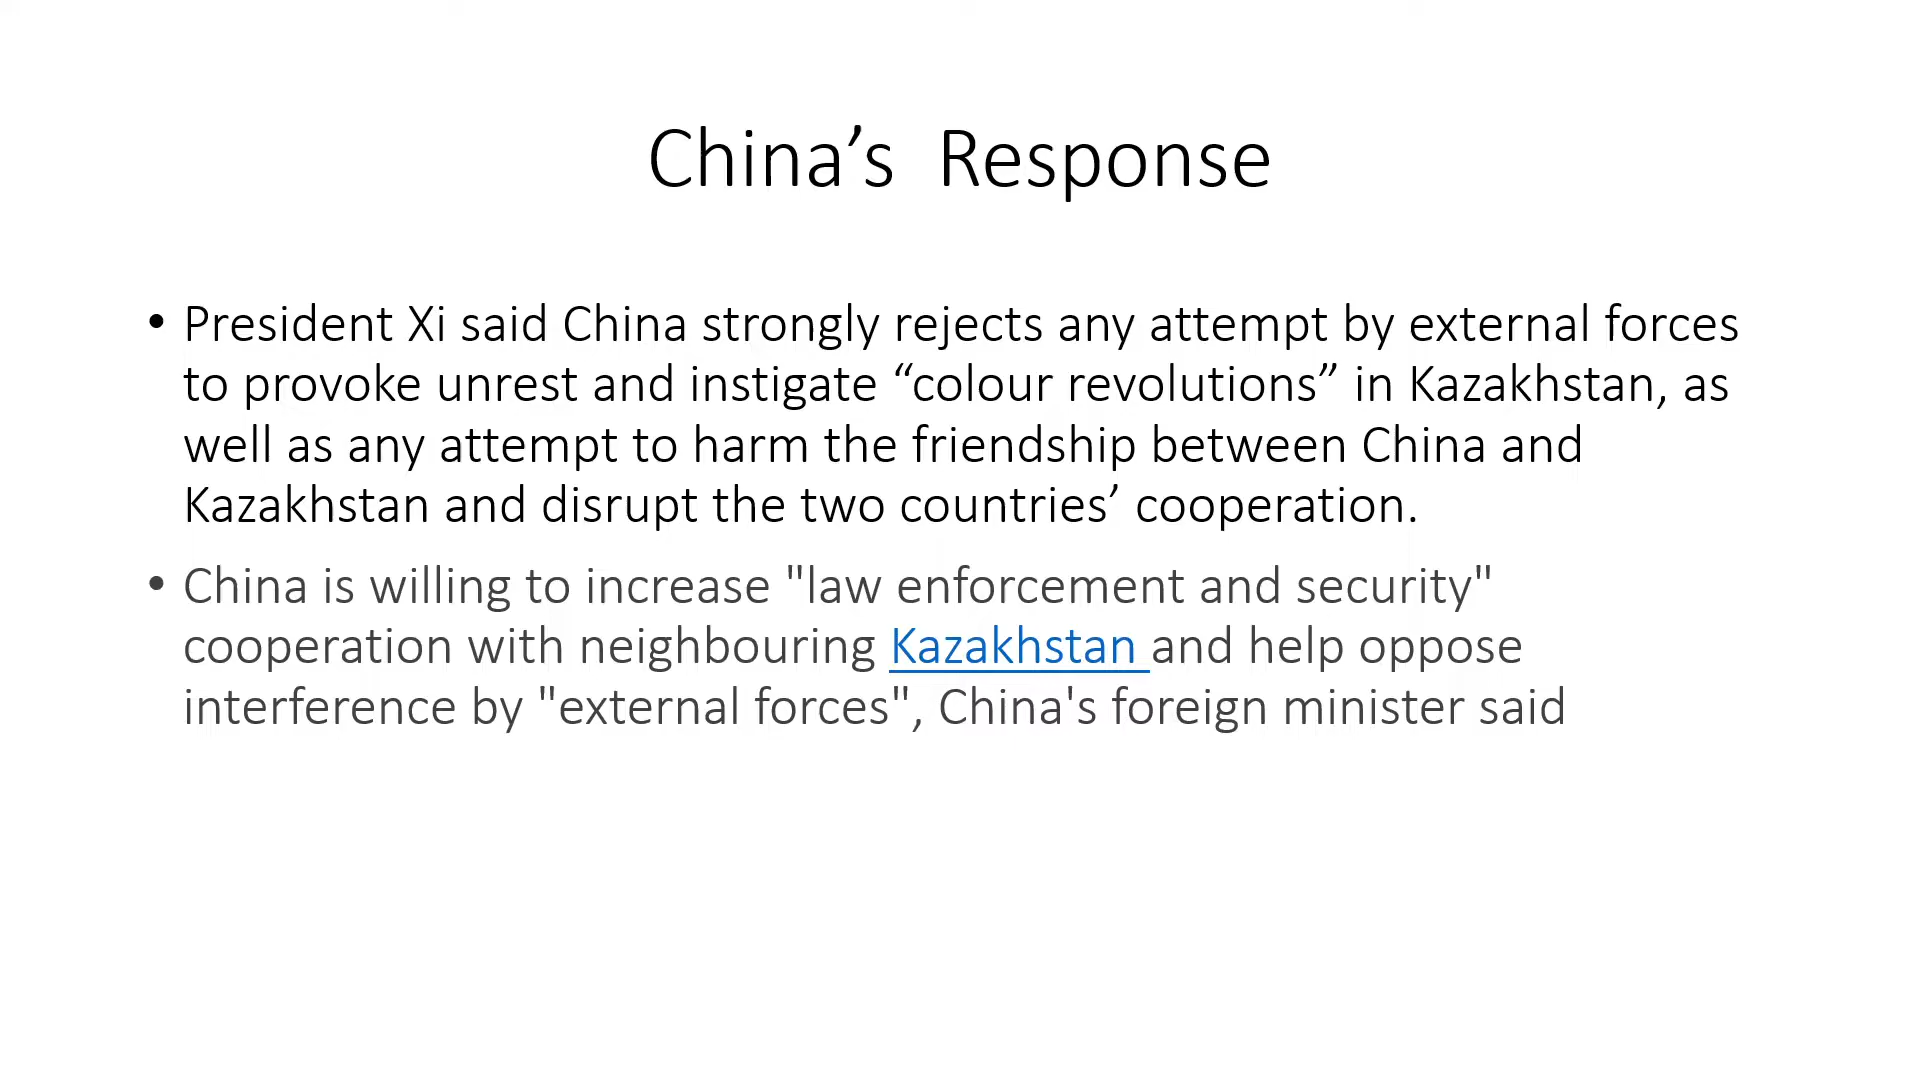 China’s  Response
• President Xi said China strongly rejects any attempt by external forces
to provoke unrest and instigate “colour revolutions” in Kazakhstan, as
well as any attempt to harm the friendship between China and
Kazakhstan and disrupt the two countries’ cooperation.
• China is willing to increase "law enforcement and security"
cooperation with neighbouring Kazakhstan and help oppose
interference by "external forces", China's foreign minister said